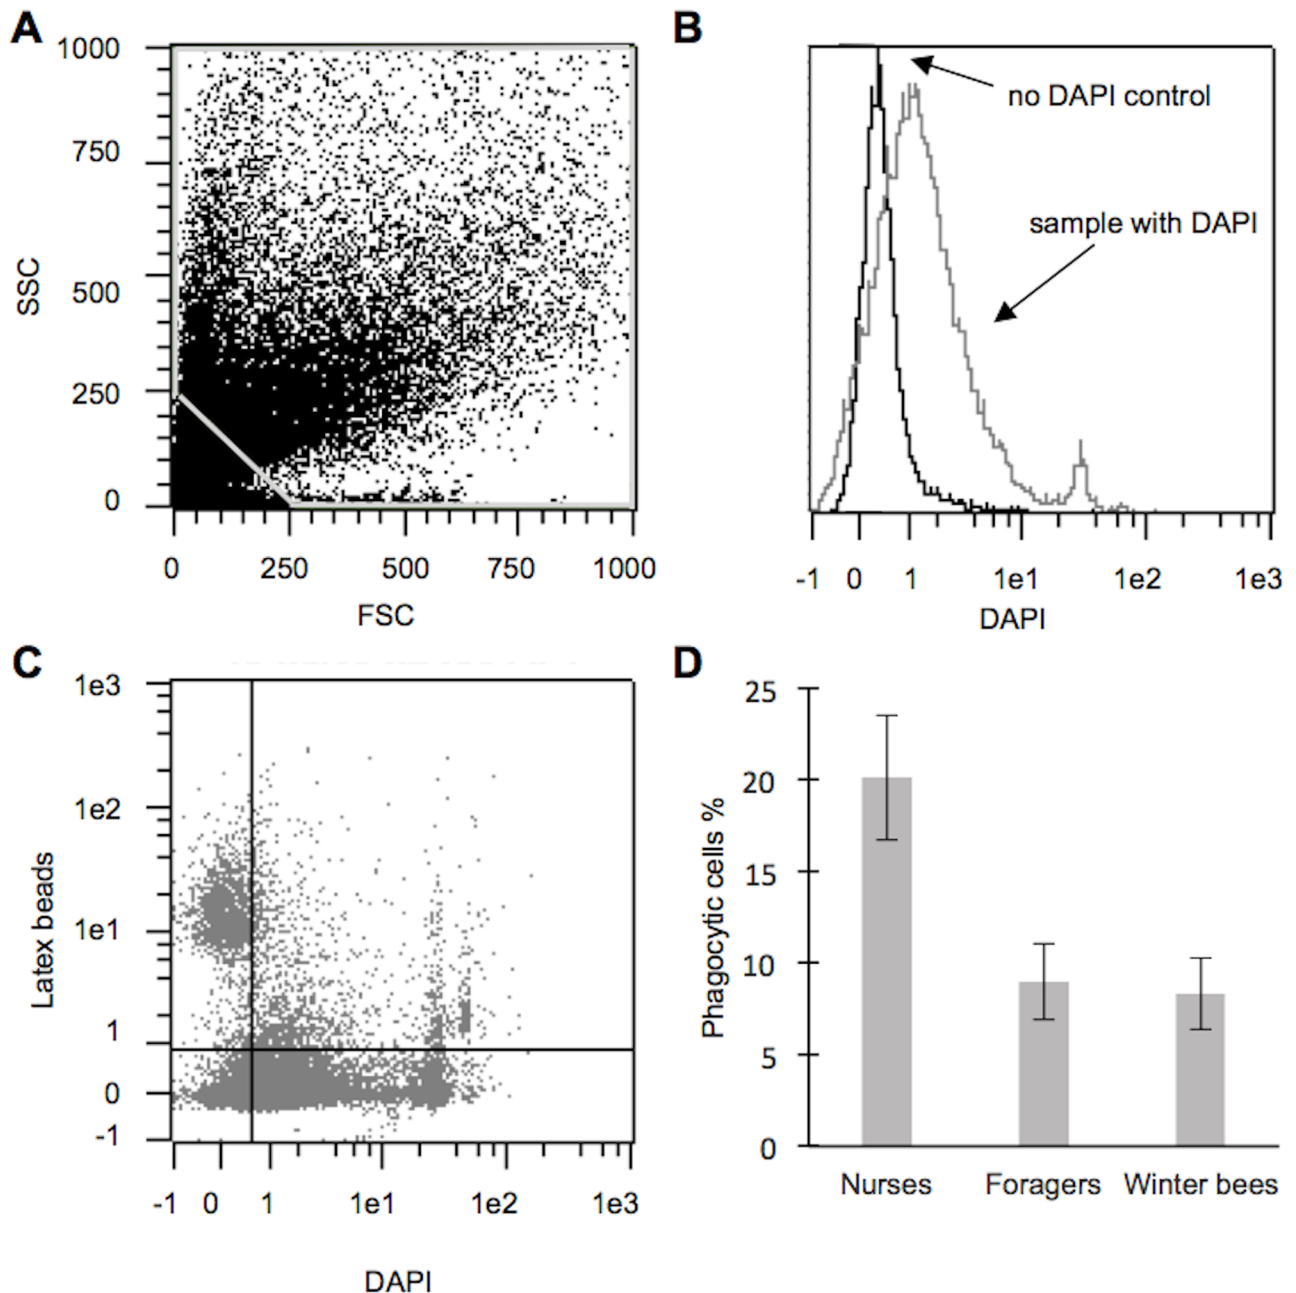 A
1000
750
500
250
0
SSC
0 250 500 750 1000
FSC
B
no DAPI control
sample with DAPI
-1 0 1 1e1 1e2 1e3
DAPI
C
1e3
1e2
1e1
1
0
-1
Latex beads
-1 0 1 1e1 1e2 1e3
DAPI
D
25
20
15
10
5
0
Phagocytic cells %
Nurses Foragers Winter bees